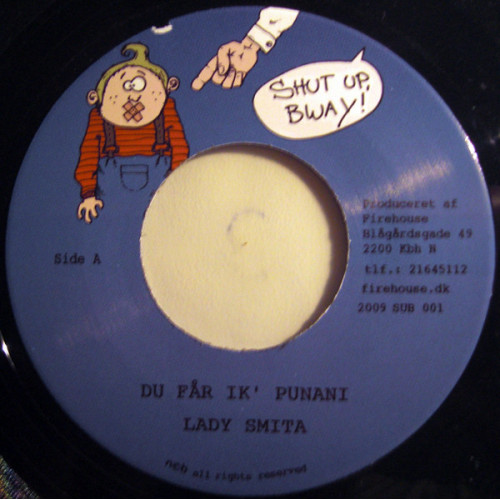 SHUT UP,
BWAY!
Produceret af
Firehouse
Blågårdsgade 49
2200 Kbh N
tlf.: 21645112
firehouse.dk
2009 SUB 001
Side A
DU FÅR IK' PUNANI
LADY SMITA
ncb all rights reserved